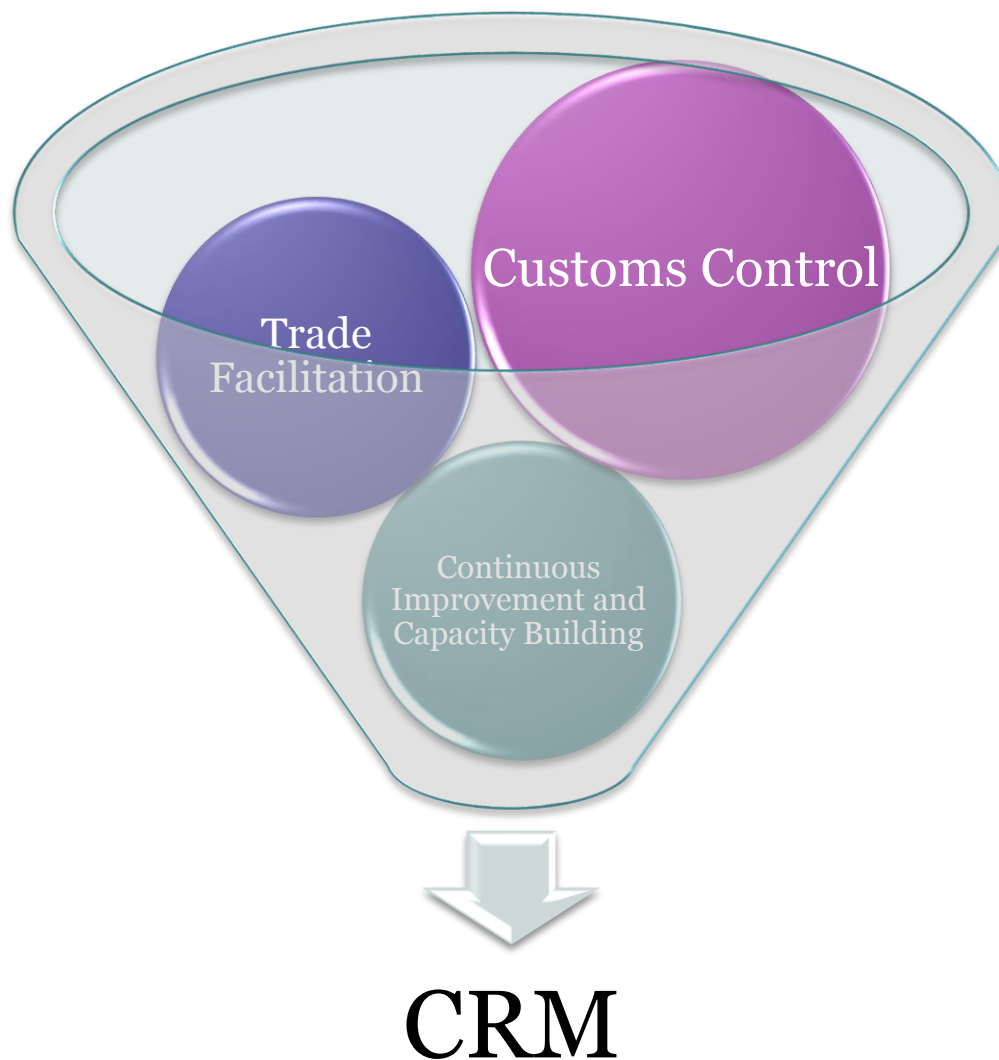 Customs Control
Trade
Facilitation
Continuous
Improvement and
Capacity Building
CRM